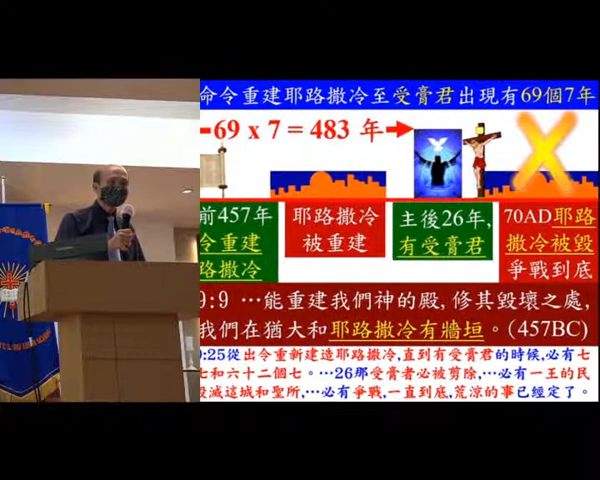 命令重建耶路撒冷至受膏君出現有69個7年
69 x 7 = 483 年
前457年
令重建
路撒冷
耶路撒冷
被重建
主後26年,
有受膏君
70AD耶路
撒冷被毀
爭戰到底
9:9 …能重建我們神的殿, 修其毀壞之處,
我們在猶大和耶路撒冷有牆垣。(457BC)
:25從出令重新建造耶路撒冷,直到有受膏君的時候,必有七
七和六十二個七。…26那受膏者必被剪除,…必有一王的民
滅這城和聖所,…必有爭戰,一直到底,荒涼的事已經定了。